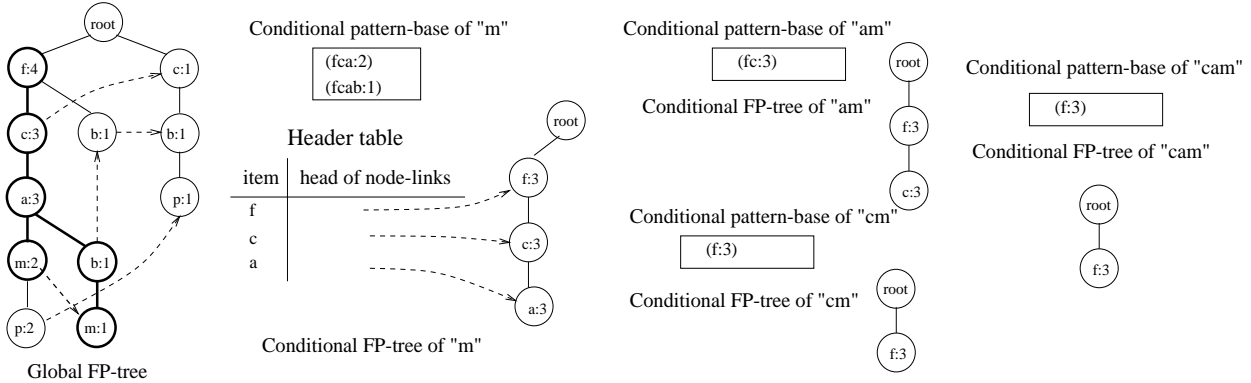 root
f:4
c:1
c:3
b:1
b:1
a:3
p:1
m:2
b:1
p:2
m:1
Global FP-tree
Conditional pattern-base of "m"
(fca:2)
(fcab:1)
Header table
item head of node-links
f
c
a
root
f:3
c:3
a:3
Conditional FP-tree of "m"
Conditional pattern-base of "am"
(fc:3)
Conditional FP-tree of "am"
root
f:3
c:3
Conditional pattern-base of "cm"
(f:3)
Conditional FP-tree of "cm"
root
f:3
Conditional pattern-base of "cam"
(f:3)
Conditional FP-tree of "cam"
root
f:3